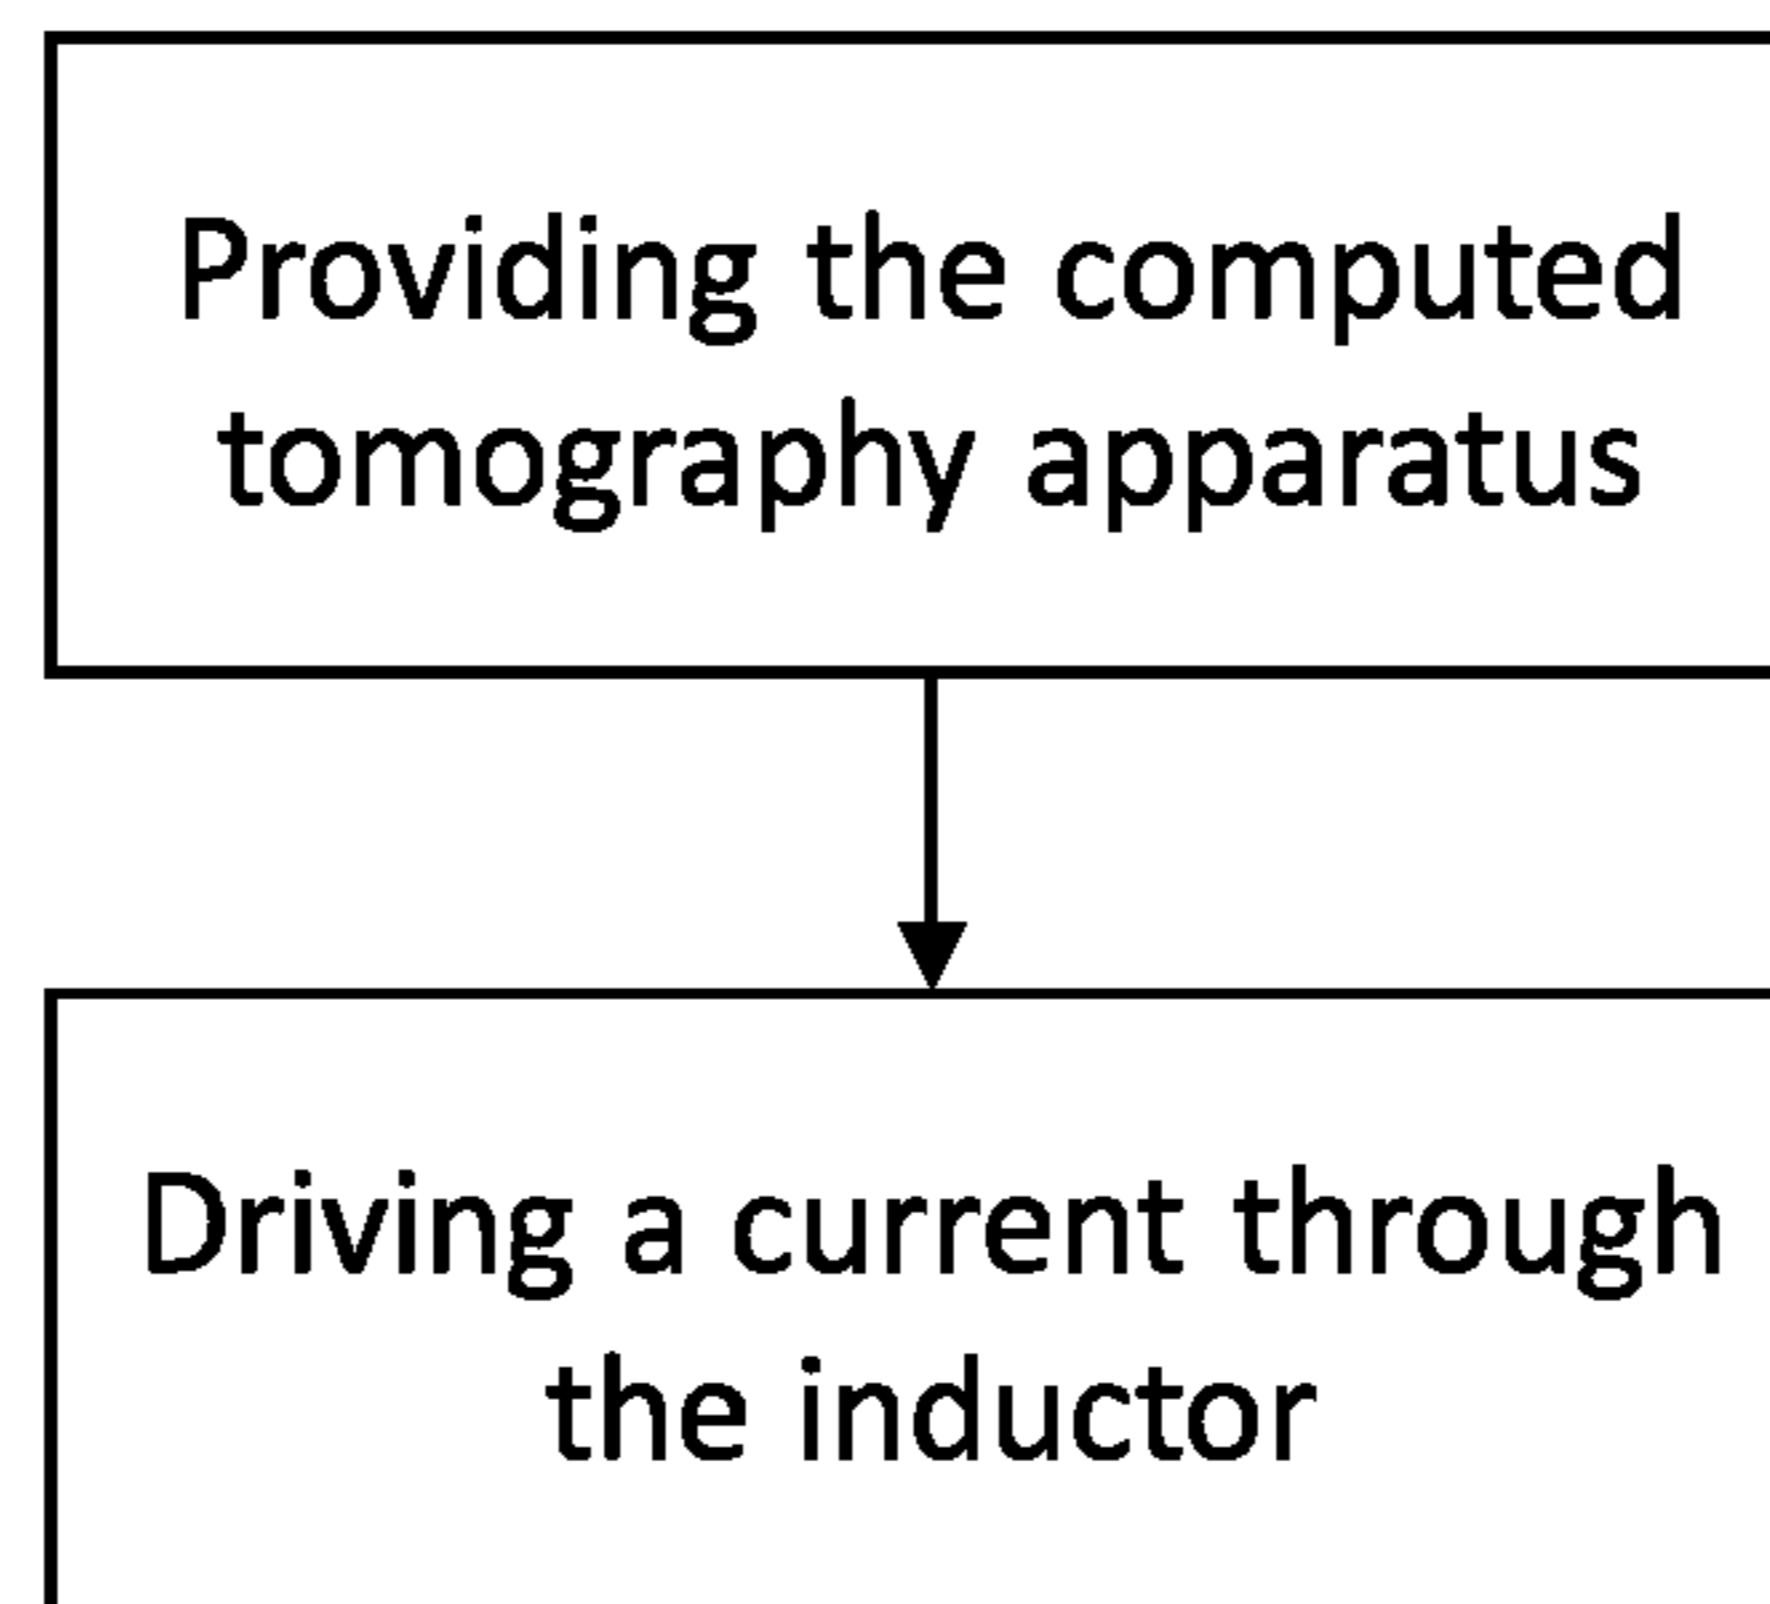 Providing the computed
tomography apparatus
Driving a current through
the inductor